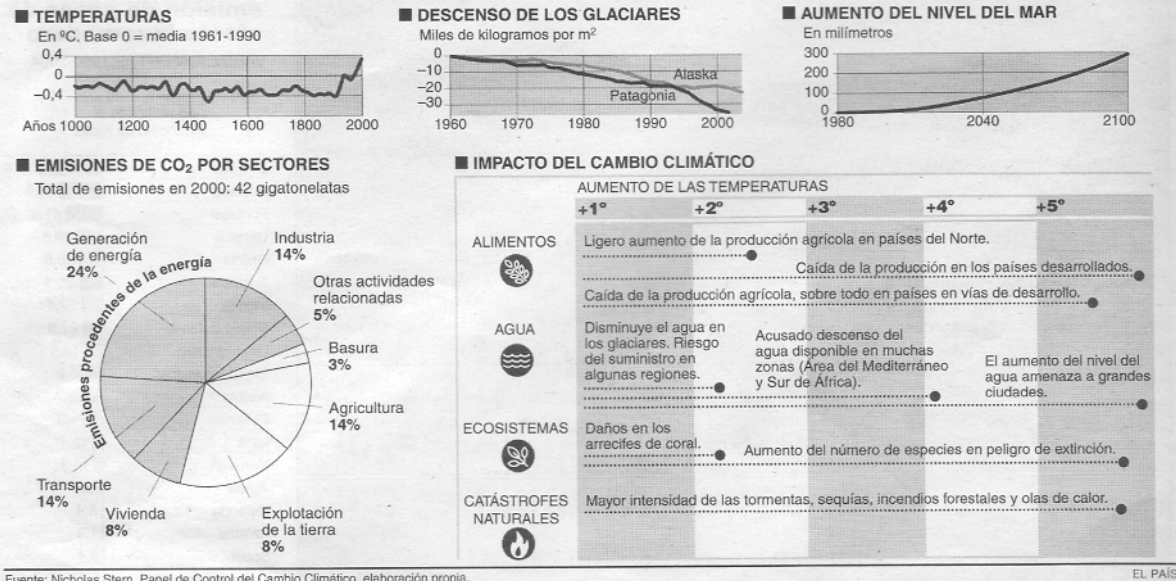 TEMPERATURAS
En ºC. Base 0 = media 1961-1990
0,4
0
–0,4
Años 1000 1200 1400 1600 1800 2000
DESCENSO DE LOS GLACIARES
Miles de kilogramos por m²
0
–10
–20
–30
Alaska
Patagonia
1960 1970 1980 1990 2000
AUMENTO DEL NIVEL DEL MAR
En milímetros
300
200
100
0
1980 2040 2100
EMISIONES DE CO₂ POR SECTORES
Total de emisiones en 2000: 42 gigatonelatas
Emisiones procedentes de la energía
Generación
de energía
24%
Industria
14%
Otras actividades
relacionadas
5%
Basura
3%
Agricultura
14%
Explotación
de la tierra
8%
Vivienda
8%
Transporte
14%
IMPACTO DEL CAMBIO CLIMÁTICO
AUMENTO DE LAS TEMPERATURAS
+1º +2º +3º +4º +5º
ALIMENTOS
Ligero aumento de la producción agrícola en países del Norte.
Caída de la producción en los países desarrollados.
Caída de la producción agrícola, sobre todo en países en vías de desarrollo.
AGUA
Disminuye el agua en
los glaciares. Riesgo
del suministro en
algunas regiones.
Acusado descenso del
agua disponible en muchas
zonas (Área del Mediterráneo
y Sur de África).
El aumento del nivel del
agua amenaza a grandes
ciudades.
ECOSISTEMAS
Daños en los
arrecifes de coral.
Aumento del número de especies en peligro de extinción.
CATÁSTROFES
NATURALES
Mayor intensidad de las tormentas, sequías, incendios forestales y olas de calor.
Fuente: Nicholas Stern, Panel de Control del Cambio Climático, elaboración propia.
EL PAÍS